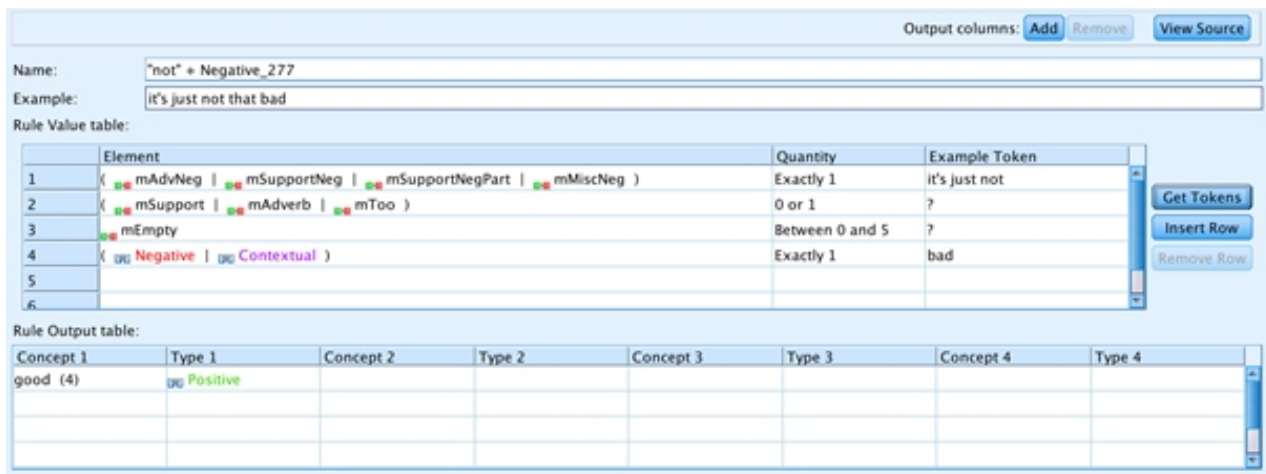 Output columns: Add Remove View Source
Name: "not" + Negative_277
Example: it's just not that bad
Rule Value table:
Element Quantity Example Token
1 ( mAdvNeg | mSupportNeg | mSupportNegPart | mMiscNeg ) Exactly 1 it's just not
2 ( mSupport | mAdverb | mToo ) 0 or 1 ?
Get Tokens
3 mEmpty Between 0 and 5 ?
Insert Row
4 ( Negative | Contextual ) Exactly 1 bad
Remove Row
5
6
Rule Output table:
Concept 1 Type 1 Concept 2 Type 2 Concept 3 Type 3 Concept 4 Type 4
good (4) Positive